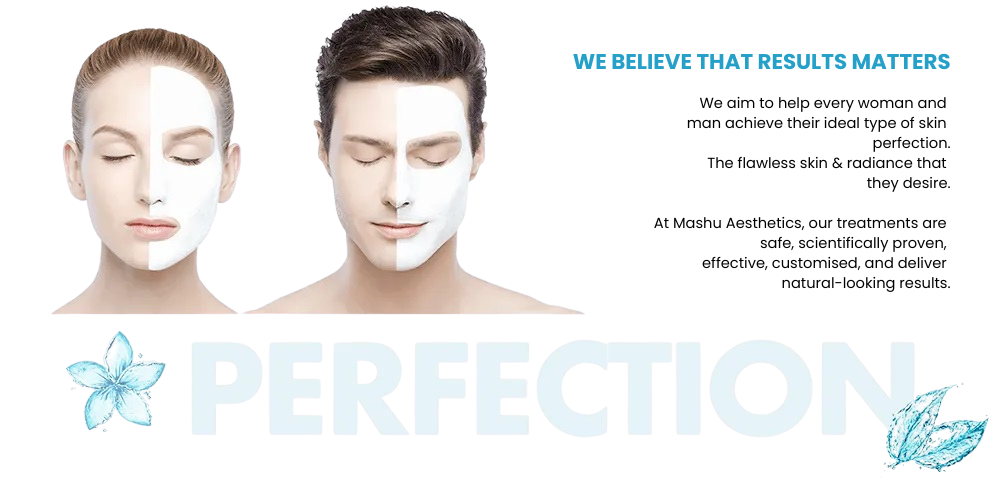 WE BELIEVE THAT RESULTS MATTERS
We aim to help every woman and
man achieve their ideal type of skin
perfection.
The flawless skin & radiance that
they desire.
At Mashu Aesthetics, our treatments are
safe, scientifically proven,
effective, customised, and deliver
natural-looking results.
PERFECTION